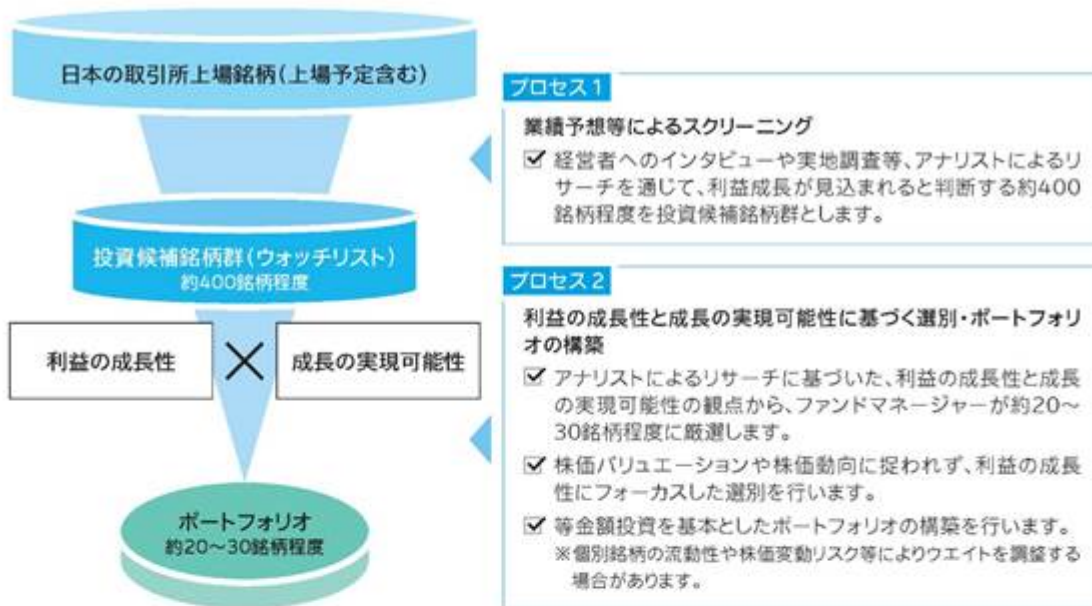 日本の取引所上場銘柄(上場予定含む)
投資候補銘柄群(ウォッチリスト)
約400銘柄程度
利益の成長性
×
成長の実現可能性
ポートフォリオ
約20～30銘柄程度
プロセス1
業績予想等によるスクリーニング
経営者へのインタビューや実地調査等、アナリストによるリ
サーチを通じて、利益成長が見込まれると判断する約400
銘柄程度を投資候補銘柄群とします。
プロセス2
利益の成長性と成長の実現可能性に基づく選別・ポートフォリ
オの構築
アナリストによるリサーチに基づいた、利益の成長性と成長
の実現可能性の観点から、ファンドマネージャーが約20～
30銘柄程度に厳選します。
株価バリュエーションや株価動向に捉われず、利益の成長
性にフォーカスした選別を行います。
等金額投資を基本としたポートフォリオの構築を行います。
※個別銘柄の流動性や株価変動リスク等によりウエイトを調整する
場合があります。